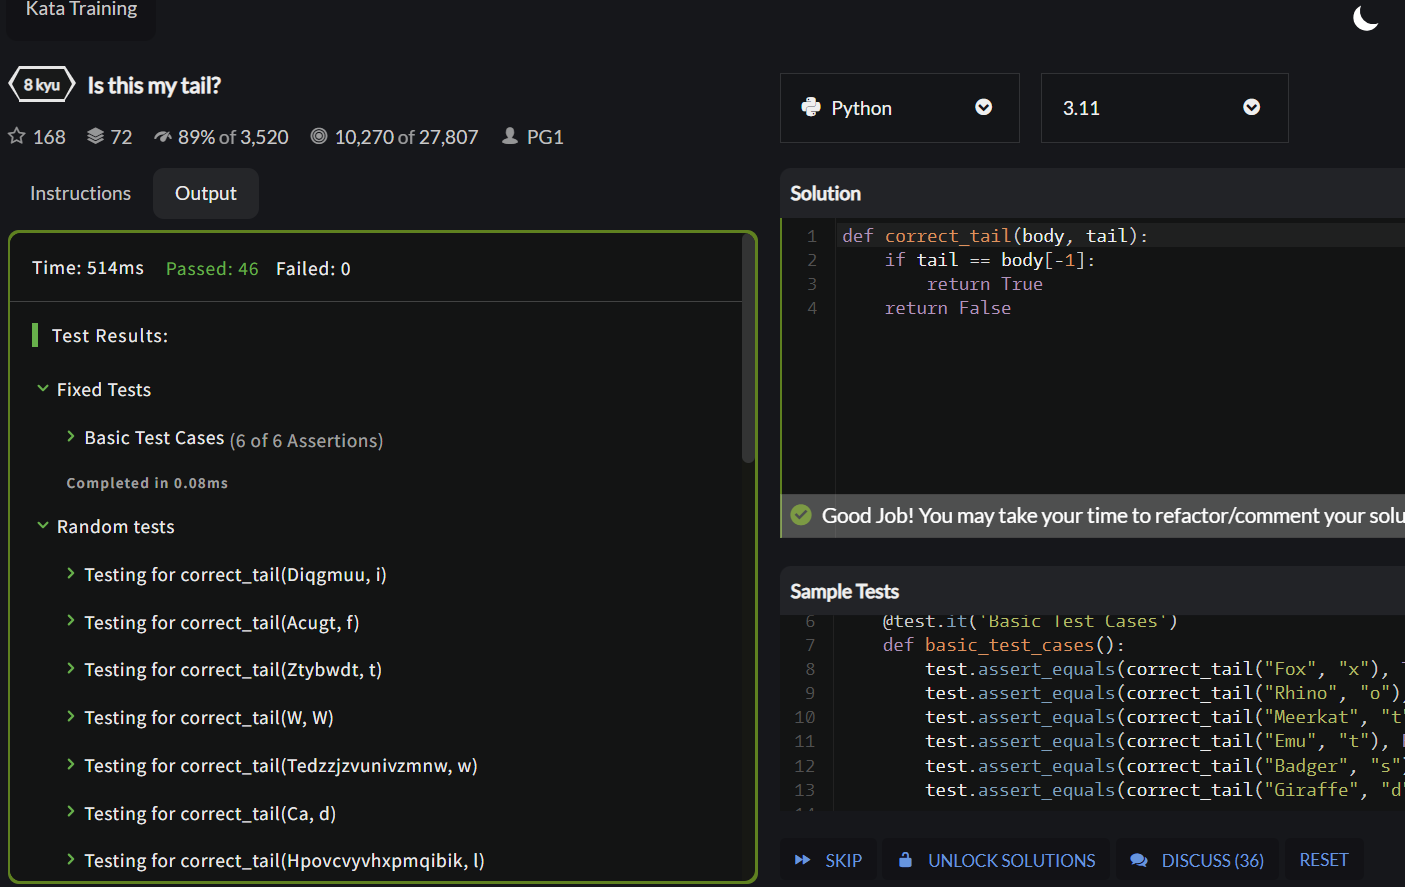 Kata Training
8 kyu Is this my tail?
168 72 89% of 3,520 10,270 of 27,807 PG1
Python 3.11
Instructions Output
Time: 514ms Passed: 46 Failed: 0
Test Results:
Fixed Tests
Basic Test Cases (6 of 6 Assertions)
Completed in 0.08ms
Random tests
Testing for correct_tail(Diqgmuu, i)
Testing for correct_tail(Acugt, f)
Testing for correct_tail(Ztybwdt, t)
Testing for correct_tail(W, W)
Testing for correct_tail(Tedzzjzvunivzmnw, w)
Testing for correct_tail(Ca, d)
Testing for correct_tail(Hpovcvyvhxpmqibik, l)
Solution
1 def correct_tail(body, tail):
2 if tail == body[-1]:
3 return True
4 return False
Good Job! You may take your time to refactor/comment your solu
Sample Tests
6 @test.it('Basic Test Cases')
7 def basic_test_cases():
8 test.assert_equals(correct_tail("Fox", "x"),
9 test.assert_equals(correct_tail("Rhino", "o"),
10 test.assert_equals(correct_tail("Meerkat", "t"
11 test.assert_equals(correct_tail("Emu", "t"),
12 test.assert_equals(correct_tail("Badger", "s")
13 test.assert_equals(correct_tail("Giraffe", "d"
SKIP UNLOCK SOLUTIONS DISCUSS (36) RESET